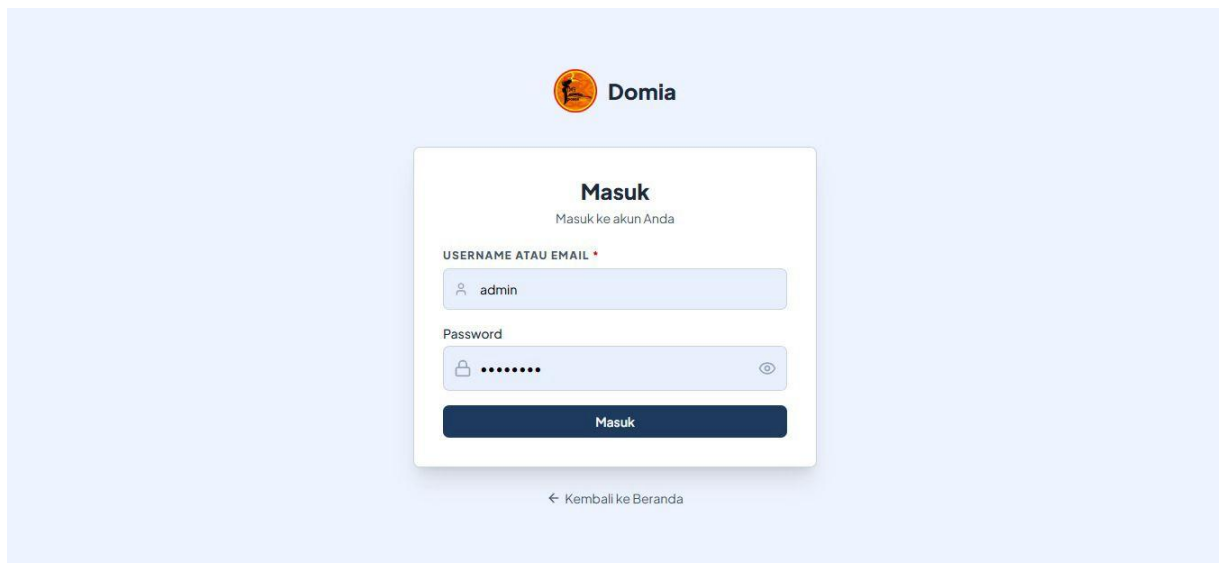 Domia
Masuk
Masuk ke akun Anda
USERNAME ATAU EMAIL *
admin
Password
••••••••
Masuk
← Kembali ke Beranda